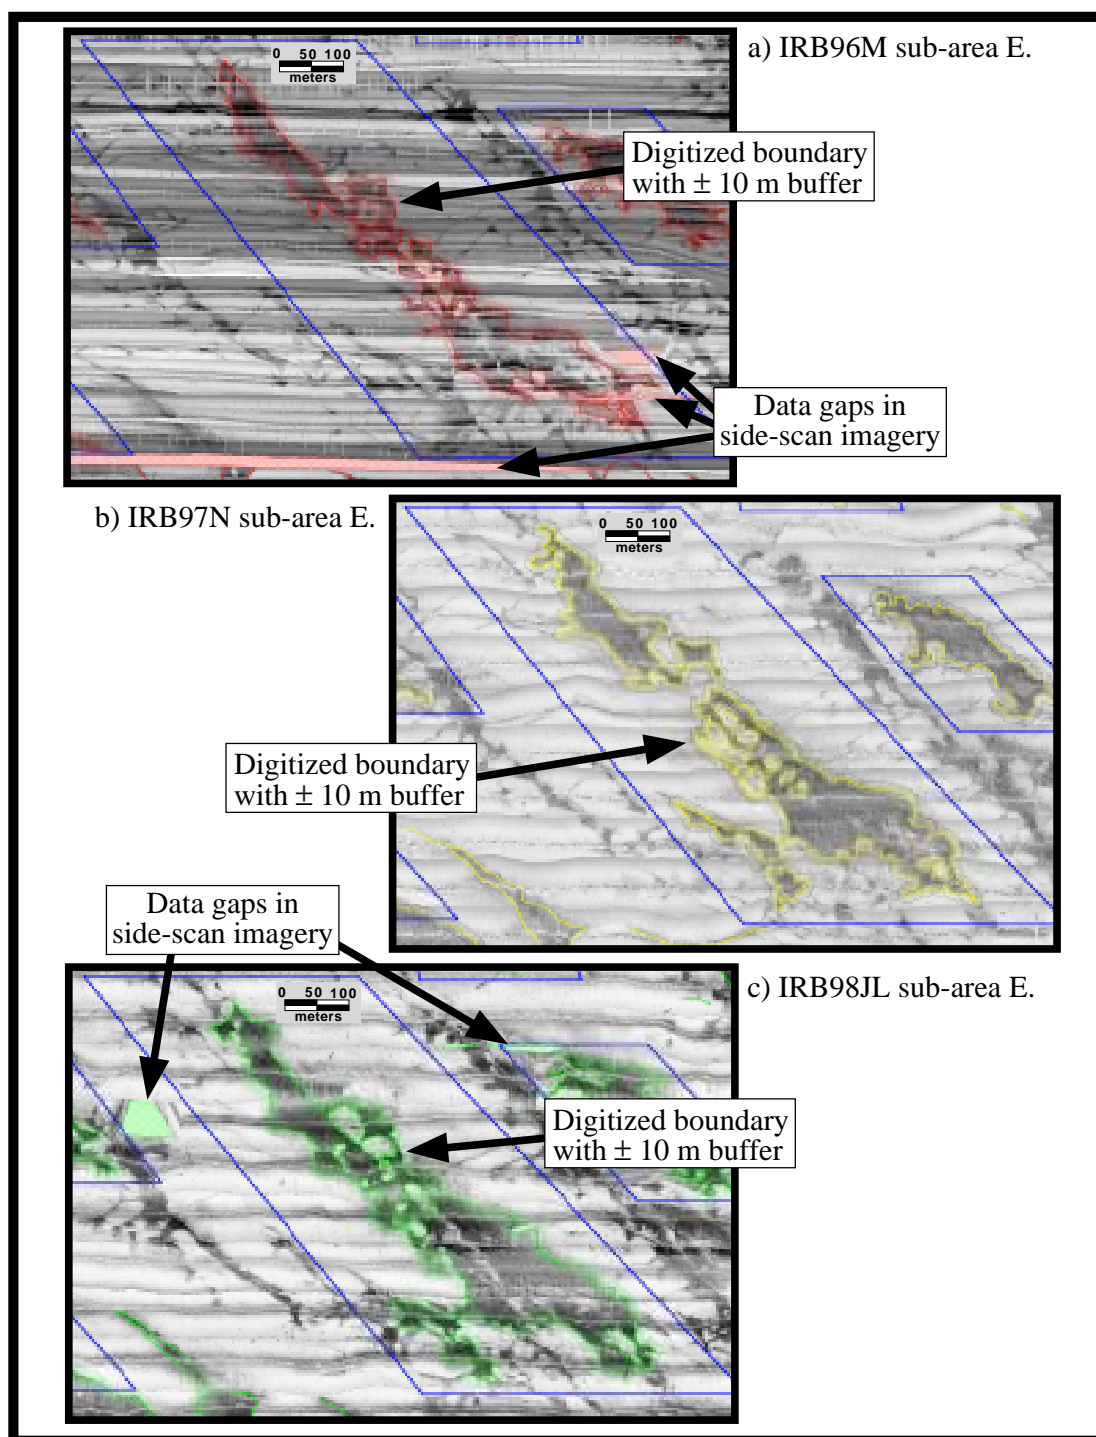 a) IRB96M sub-area E.
0 50 100
meters
Digitized boundary
with ± 10 m buffer
Data gaps in
side-scan imagery
b) IRB97N sub-area E.
0 50 100
meters
Digitized boundary
with ± 10 m buffer
Data gaps in
side-scan imagery
c) IRB98JL sub-area E.
0 50 100
meters
Digitized boundary
with ± 10 m buffer